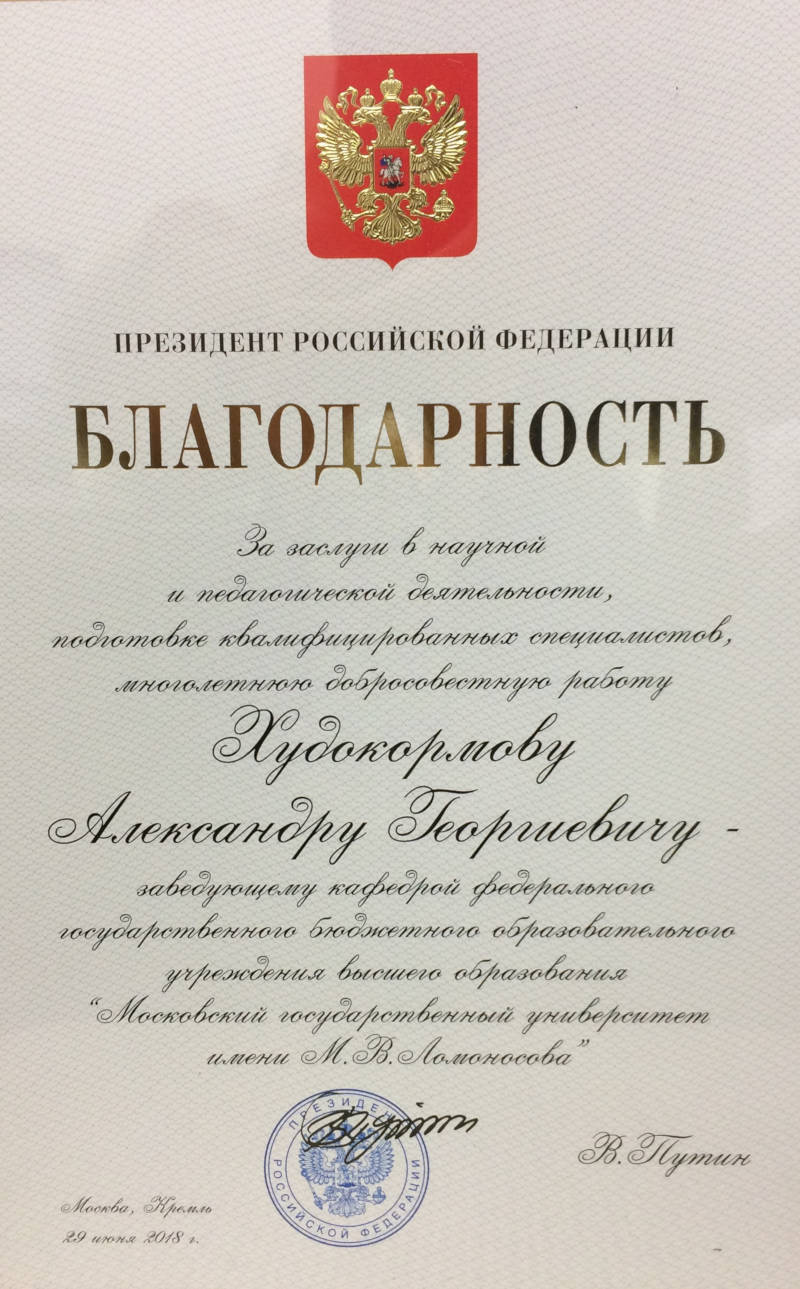 ПРЕЗИДЕНТ РОССИЙСКОЙ ФЕДЕРАЦИИ
БЛАГОДАРНОСТЬ
За заслуги в научной
и педагогической деятельности,
подготовке квалифицированных специалистов,
многолетнюю добросовестную работу
Худокормову
Александру Георгиевичу -
заведующему кафедрой федерального
государственного бюджетного образовательного
учреждения высшего образования
“Московский государственный университет
имени М.В.Ломоносова”
ПРЕЗИДЕНТ
РОССИЙСКОЙ ФЕДЕРАЦИИ
В.Путин
Москва, Кремль
29 июня 2018 г.